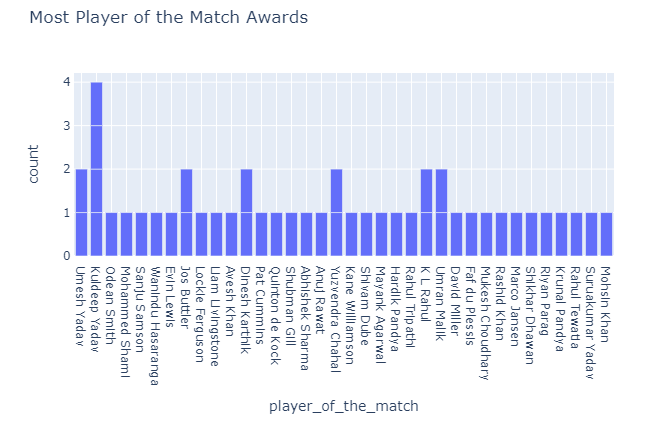 Most Player of the Match Awards
count
4
3
2
1
0
Umesh Yadav
Kuldeep Yadav
Odean Smith
Mohammed Shami
Sanju Samson
Wanindu Hasaranga
Evin Lewis
Jos Buttler
Lockie Ferguson
Liam Livingstone
Avesh Khan
Dinesh Karthik
Pat Cummins
Quinton de Kock
Shubman Gill
Abhishek Sharma
Anuj Rawat
Yuzvendra Chahal
Kane Williamson
Shivam Dube
Mayank Agarwal
Hardik Pandya
Rahul Tripathi
K L Rahul
Umran Malik
David Miller
Faf du Plessis
Mukesh Choudhary
Rashid Khan
Marco Jansen
Shikhar Dhawan
Riyan Parag
Krunal Pandya
Rahul Tewatia
Suruakumar Yadav
Mohsin Khan
player_of_the_match